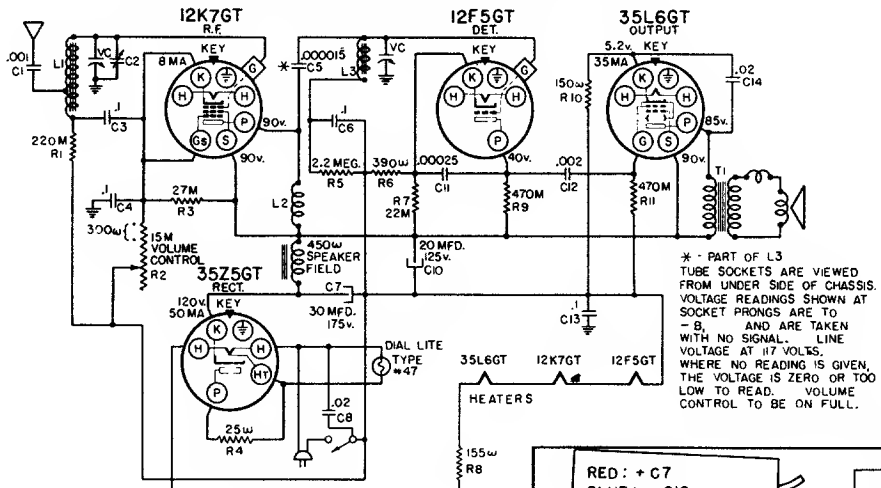 12K7GT
R.F.
12F5GT
DET.
35L6GT
OUTPUT
.001
C1
L1
VC
C2
8 MA
KEY
K
H
H
G
P
Gs
S
90v.
90v.
.1
C3
220M
R1
.1
C4
27M
R3
300ω
15M
VOLUME
CONTROL
R2
* .000015
C5
L3
VC
.1
C6
2.2 MEG.
R5
390ω
R6
.00025
C11
L2
R7
22M
KEY
K
H
H
G
P
40v.
470M
R9
.002
C12
5.2v.
35MA
KEY
150ω
R10
K
H
H
P
G
S
85v.
90v.
.02
C14
470M
R11
T1
450ω
SPEAKER
FIELD
20 MFD.
125v.
C10
C7
30 MFD.
175v.
.1
C13
35Z5GT
RECT.
120v.
50 MA
KEY
K
H
H
HT
P
25ω
R4
DIAL LITE
TYPE
#47
.02
C8
35L6GT
12K7GT
12F5GT
HEATERS
155ω
R8
* - PART OF L3
TUBE SOCKETS ARE VIEWED
FROM UNDER SIDE OF CHASSIS.
VOLTAGE READINGS SHOWN AT
SOCKET PRONGS ARE TO
- B, AND ARE TAKEN
WITH NO SIGNAL. LINE
VOLTAGE AT 117 VOLTS.
WHERE NO READING IS GIVEN,
THE VOLTAGE IS ZERO OR TOO
LOW TO READ. VOLUME
CONTROL TO BE ON FULL.
RED: + C7